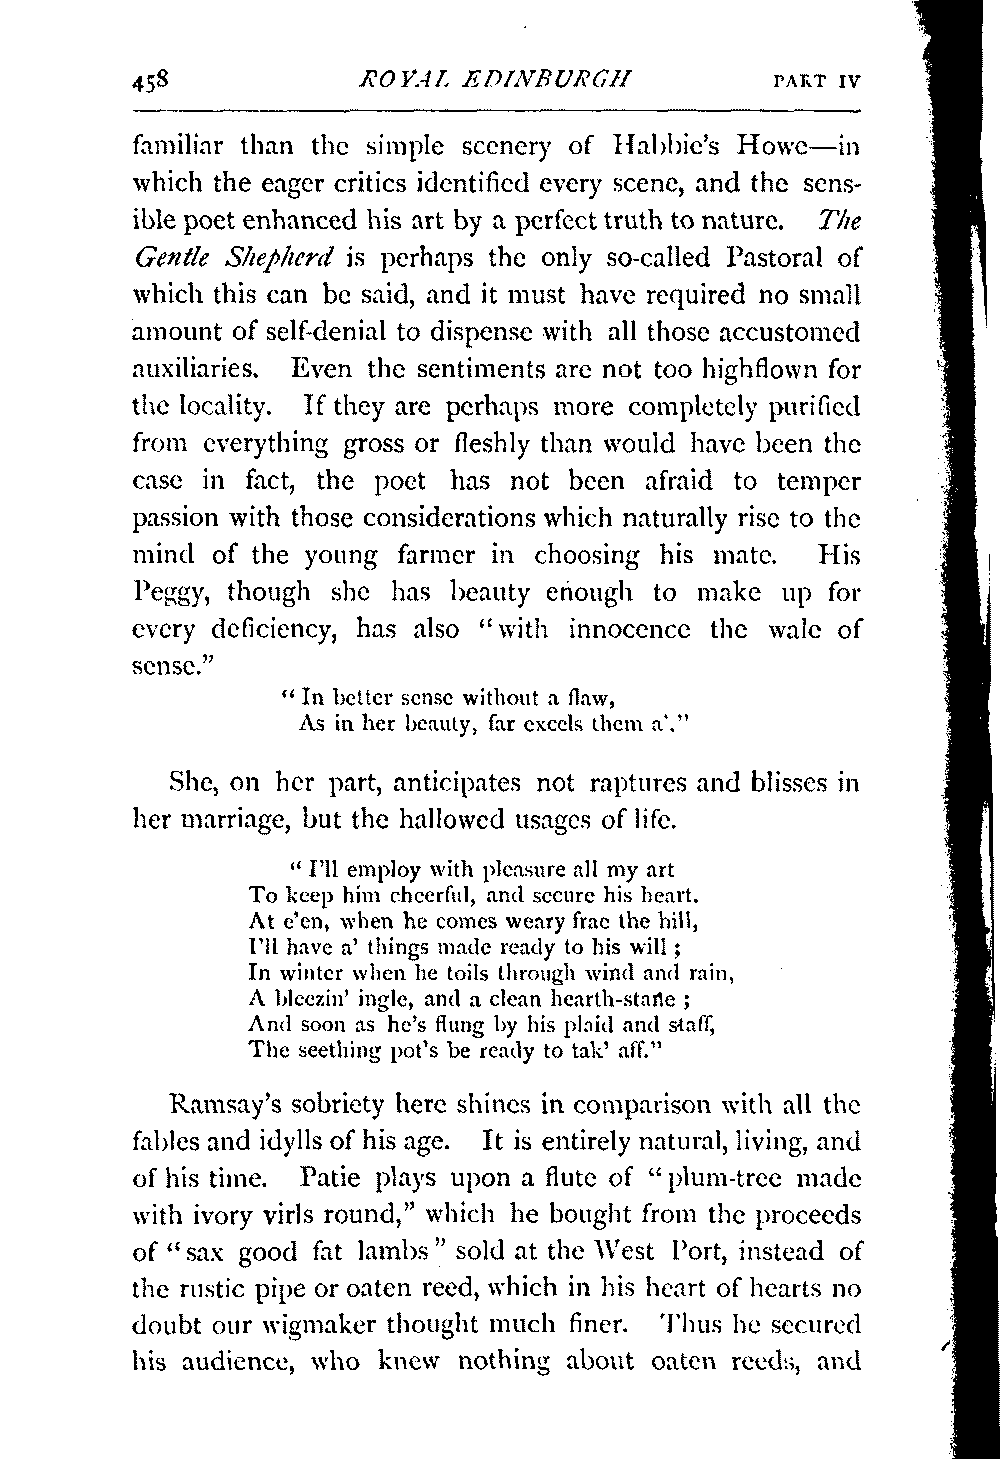 458 ROYAL EDINBURGH PART IV
familiar than the simple scenery of Habbie's Howe—in
which the eager critics identified every scene, and the sens-
ible poet enhanced his art by a perfect truth to nature. The
Gentle Shepherd is perhaps the only so-called Pastoral of
which this can be said, and it must have required no small
amount of self-denial to dispense with all those accustomed
auxiliaries. Even the sentiments are not too highflown for
the locality. If they are perhaps more completely purified
from everything gross or fleshly than would have been the
case in fact, the poet has not been afraid to temper
passion with those considerations which naturally rise to the
mind of the young farmer in choosing his mate. His
Peggy, though she has beauty enough to make up for
every deficiency, has also "with innocence the wale of
sense."
"In better sense without a flaw,
As in her beauty, far excels them a'."
She, on her part, anticipates not raptures and blisses in
her marriage, but the hallowed usages of life.
"I'll employ with pleasure all my art
To keep him cheerful, and secure his heart.
At e'en, when he comes weary frae the hill,
I'll have a' things made ready to his will;
In winter when he toils through wind and rain,
A bleezin' ingle, and a clean hearth-stane;
And soon as he's flung by his plaid and staff,
The seething pot's be ready to tak' aff."
Ramsay's sobriety here shines in comparison with all the
fables and idylls of his age. It is entirely natural, living, and
of his time. Patie plays upon a flute of "plum-tree made
with ivory virls round," which he bought from the proceeds
of "sax good fat lambs" sold at the West Port, instead of
the rustic pipe or oaten reed, which in his heart of hearts no
doubt our wigmaker thought much finer. Thus he secured
his audience, who knew nothing about oaten reeds, and